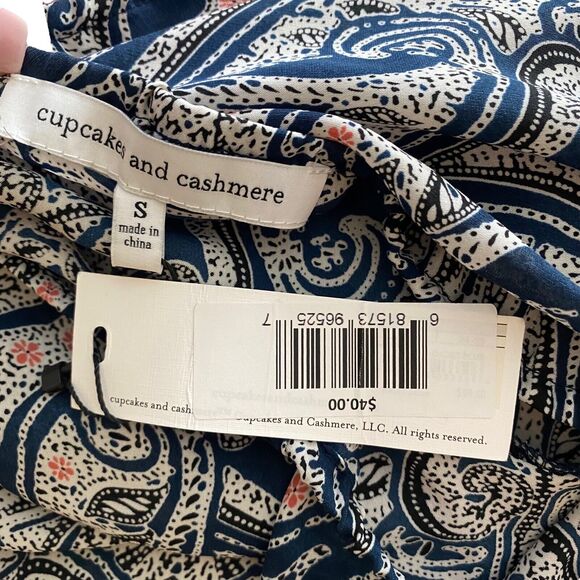 cupcakes and cashmere
S
made in
china
6 81573 96525 7
$40.00
cupcakes and cash
Cupcakes and Cashmere, LLC. All rights reserved.